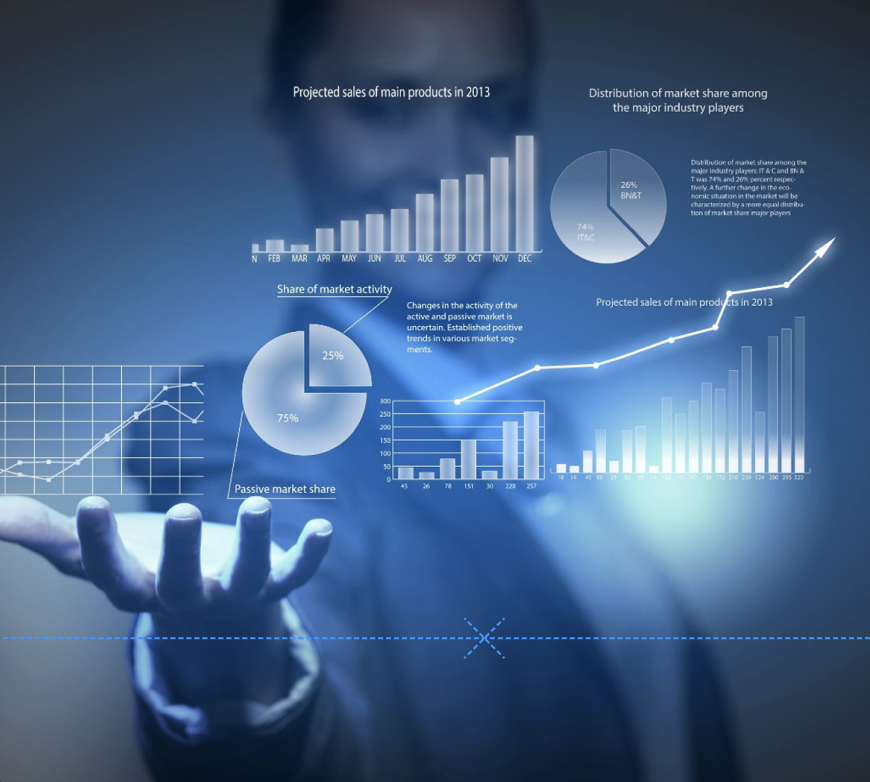 Projected sales of main products in 2013
Distribution of market share among
the major industry players
Distribution of market share among the
major industry players: IT & C and BN &
T was 74% and 26% percent respec-
tively. A further change in the eco-
nomic situation in the market will be
characterized by a more equal distribu-
tion of market share major players
26%
BN&T
74%
IT&C
N FEB MAR APR MAY JUN JUL AUG SEP OCT NOV DEC
Share of market activity
Changes in the activity of the
active and passive market is
uncertain. Established positive
trends in various market seg-
ments.
25%
75%
Passive market share
Projected sales of main products in 2013
300
250
200
150
100
50
0
45 26 78 151 30 228 257